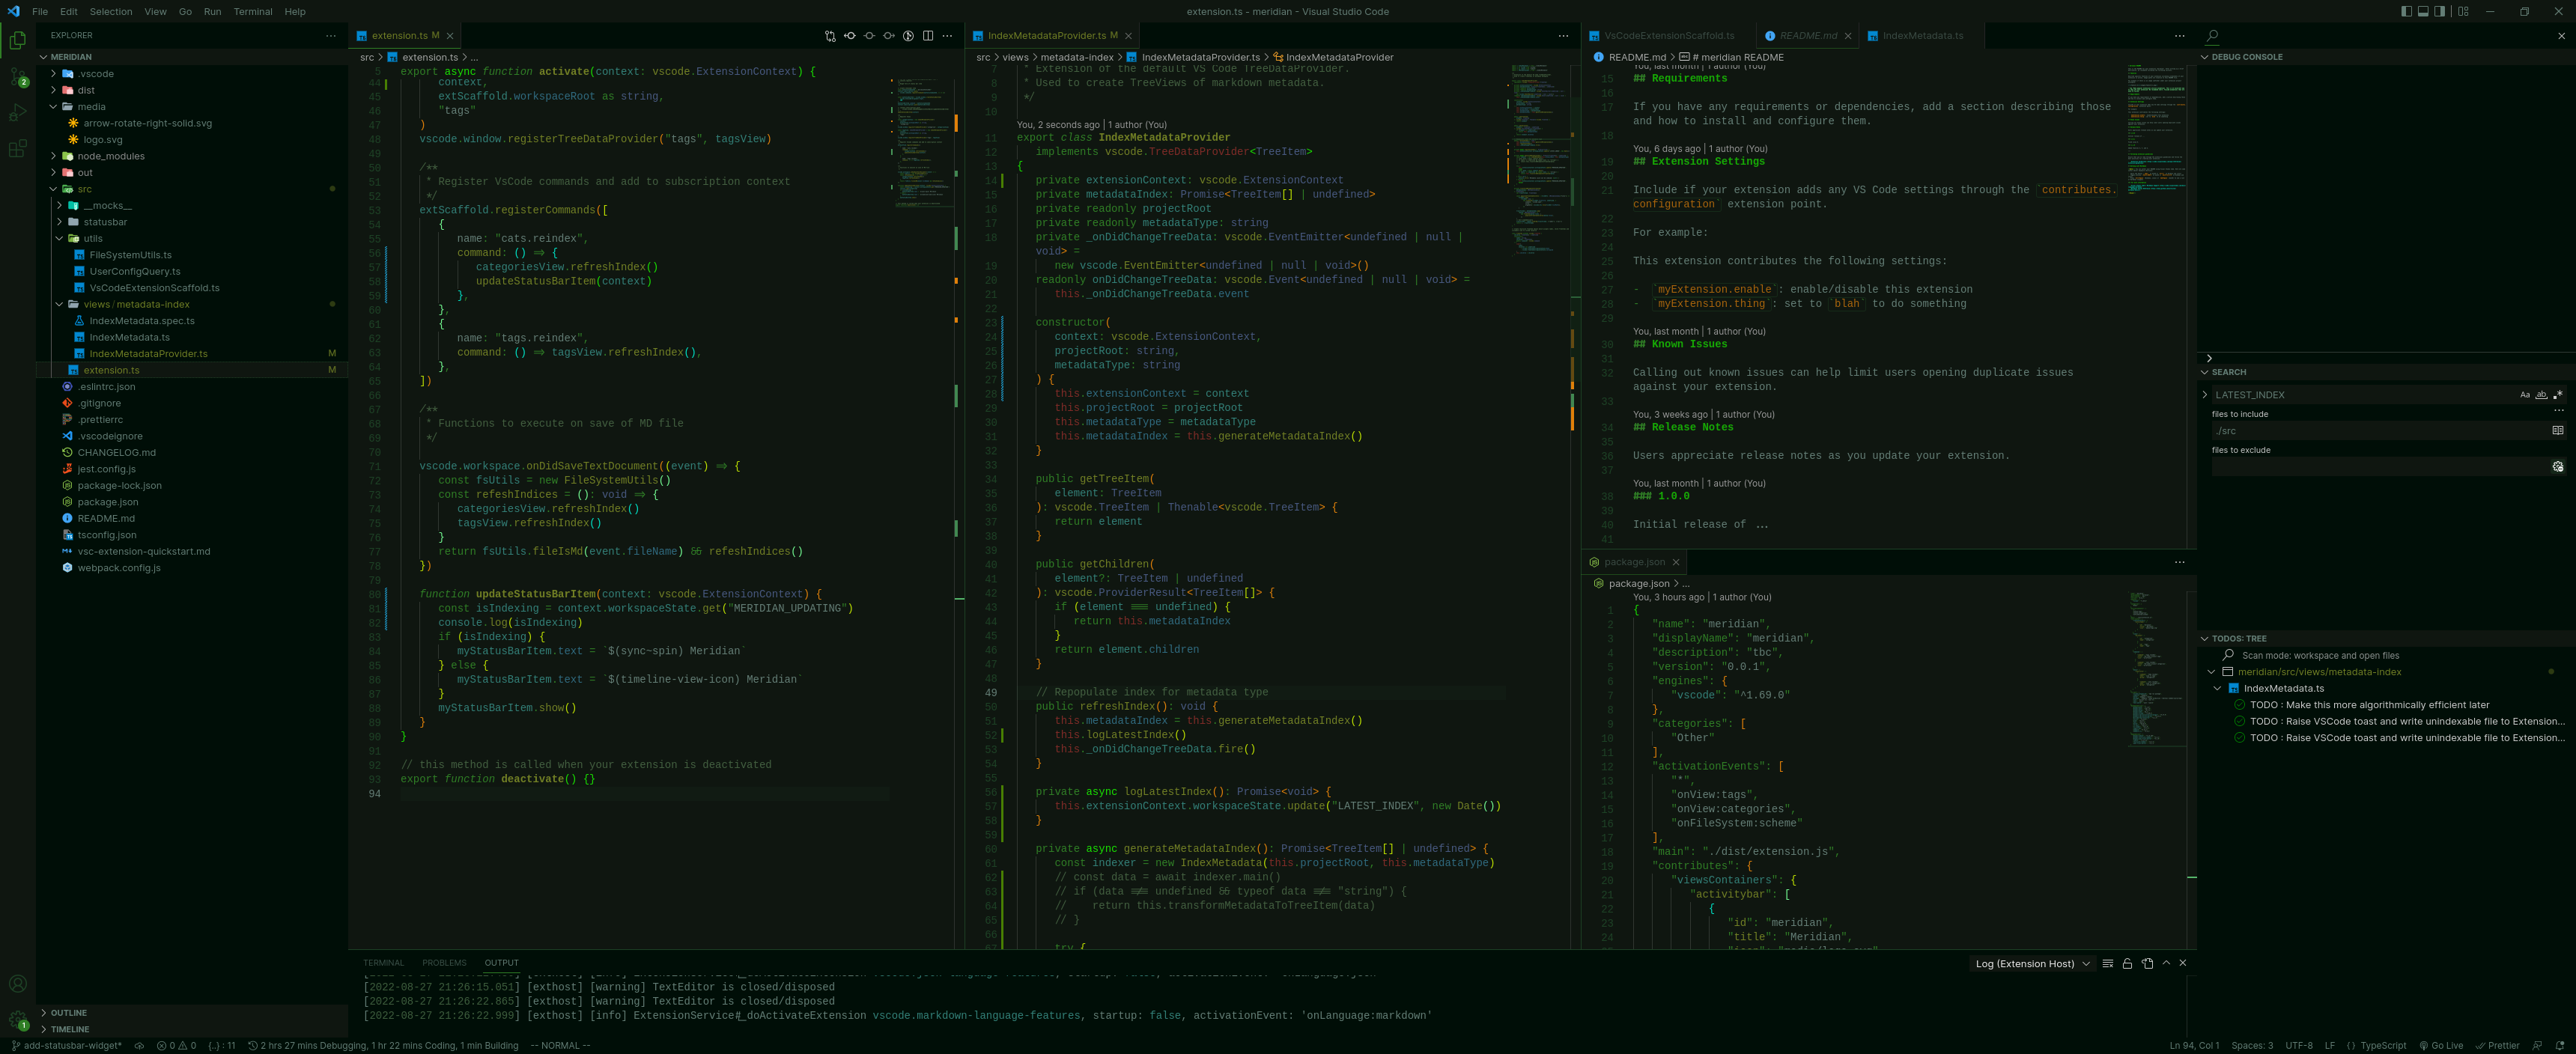 File Edit Selection View Go Run Terminal Help
extension.ts - meridian - Visual Studio Code
EXPLORER
MERIDIAN
.vscode
dist
media
arrow-rotate-right-solid.svg
logo.svg
node_modules
out
src
__mocks__
statusbar
utils
FileSystemUtils.ts
UserConfigQuery.ts
VsCodeExtensionScaffold.ts
views / metadata-index
IndexMetadata.spec.ts
IndexMetadata.ts
IndexMetadataProvider.ts M
extension.ts M
.eslintrc.json
.gitignore
.prettierrc
.vscodeignore
CHANGELOG.md
jest.config.js
package-lock.json
package.json
README.md
tsconfig.json
vsc-extension-quickstart.md
webpack.config.js
OUTLINE
TIMELINE
extension.ts M
src > extension.ts > ...
5 export async function activate(context: vscode.ExtensionContext) {
44 context,
45 extScaffold.workspaceRoot as string,
46 "tags"
47 )
48 vscode.window.registerTreeDataProvider("tags", tagsView)
49
50 /**
51 * Register VsCode commands and add to subscription context
52 */
53 extScaffold.registerCommands([
54 {
55 name: "cats.reindex",
56 command: () => {
57 categoriesView.refreshIndex()
58 updateStatusBarItem(context)
59 },
60 },
61 {
62 name: "tags.reindex",
63 command: () => tagsView.refreshIndex(),
64 },
65 ])
66
67 /**
68 * Functions to execute on save of MD file
69 */
70
71 vscode.workspace.onDidSaveTextDocument((event) => {
72 const fsUtils = new FileSystemUtils()
73 const refeshIndices = (): void => {
74 categoriesView.refreshIndex()
75 tagsView.refreshIndex()
76 }
77 return fsUtils.fileIsMd(event.fileName) && refeshIndices()
78 })
79
80 function updateStatusBarItem(context: vscode.ExtensionContext) {
81 const isIndexing = context.workspaceState.get("MERIDIAN_UPDATING")
82 console.log(isIndexing)
83 if (isIndexing) {
84 myStatusBarItem.text = `$(sync~spin) Meridian`
85 } else {
86 myStatusBarItem.text = `$(timeline-view-icon) Meridian`
87 }
88 myStatusBarItem.show()
89 }
90 }
91
92 // this method is called when your extension is deactivated
93 export function deactivate() {}
94
IndexMetadataProvider.ts M
src > views > metadata-index > IndexMetadataProvider.ts > IndexMetadataProvider
7 * Extension of the default VS Code TreeDataProvider.
8 * Used to create TreeViews of markdown metadata.
9 */
10
You, 2 seconds ago | 1 author (You)
11 export class IndexMetadataProvider
12 implements vscode.TreeDataProvider<TreeItem>
13 {
14 private extensionContext: vscode.ExtensionContext
15 private metadataIndex: Promise<TreeItem[] | undefined>
16 private readonly projectRoot
17 private readonly metadataType: string
18 private _onDidChangeTreeData: vscode.EventEmitter<undefined | null |
void> =
19 new vscode.EventEmitter<undefined | null | void>()
20 readonly onDidChangeTreeData: vscode.Event<undefined | null | void> =
21 this._onDidChangeTreeData.event
22
23 constructor(
24 context: vscode.ExtensionContext,
25 projectRoot: string,
26 metadataType: string
27 ) {
28 this.extensionContext = context
29 this.projectRoot = projectRoot
30 this.metadataType = metadataType
31 this.metadataIndex = this.generateMetadataIndex()
32 }
33
34 public getTreeItem(
35 element: TreeItem
36 ): vscode.TreeItem | Thenable<vscode.TreeItem> {
37 return element
38 }
39
40 public getChildren(
41 element?: TreeItem | undefined
42 ): vscode.ProviderResult<TreeItem[]> {
43 if (element === undefined) {
44 return this.metadataIndex
45 }
46 return element.children
47 }
48
49 // Repopulate index for metadata type
50 public refreshIndex(): void {
51 this.metadataIndex = this.generateMetadataIndex()
52 this.logLatestIndex()
53 this._onDidChangeTreeData.fire()
54 }
55
56 private async logLatestIndex(): Promise<void> {
57 this.extensionContext.workspaceState.update("LATEST_INDEX", new Date())
58 }
59
60 private async generateMetadataIndex(): Promise<TreeItem[] | undefined> {
61 const indexer = new IndexMetadata(this.projectRoot, this.metadataType)
62 // const data = await indexer.main()
63 // if (data !== undefined && typeof data !== "string") {
64 // return this.transformMetadataToTreeItem(data)
65 // }
66
67 try {
VsCodeExtensionScaffold.ts README.md IndexMetadata.ts
README.md > # meridian README
You, last month | 1 author (You)
15 ## Requirements
16
17 If you have any requirements or dependencies, add a section describing those
and how to install and configure them.
18
You, 6 days ago | 1 author (You)
19 ## Extension Settings
20
21 Include if your extension adds any VS Code settings through the `contributes.
configuration` extension point.
22
23 For example:
24
25 This extension contributes the following settings:
26
27 - `myExtension.enable`: enable/disable this extension
28 - `myExtension.thing`: set to `blah` to do something
29
You, last month | 1 author (You)
30 ## Known Issues
31
32 Calling out known issues can help limit users opening duplicate issues
against your extension.
33
You, 3 weeks ago | 1 author (You)
34 ## Release Notes
35
36 Users appreciate release notes as you update your extension.
37
You, last month | 1 author (You)
38 ### 1.0.0
39
40 Initial release of ...
41
package.json
package.json > ...
You, 3 hours ago | 1 author (You)
1 {
2 "name": "meridian",
3 "displayName": "meridian",
4 "description": "tbc",
5 "version": "0.0.1",
6 "engines": {
7 "vscode": "^1.69.0"
8 },
9 "categories": [
10 "Other"
11 ],
12 "activationEvents": [
13 "*",
14 "onView:tags",
15 "onView:categories",
16 "onFileSystem:scheme"
17 ],
18 "main": "./dist/extension.js",
19 "contributes": {
20 "viewsContainers": {
21 "activitybar": [
22 {
23 "id": "meridian",
24 "title": "Meridian",
DEBUG CONSOLE
SEARCH
LATEST_INDEX
Aa ab .*
files to include
./src
files to exclude
TODOS: TREE
Scan mode: workspace and open files
meridian/src/views/metadata-index
IndexMetadata.ts
TODO : Make this more algorithmically efficient later
TODO : Raise VSCode toast and write unindexable file to Extension...
TODO : Raise VSCode toast and write unindexable file to Extension...
TERMINAL PROBLEMS OUTPUT
Log (Extension Host)
[2022-08-27 21:26:15.051] [exthost] [warning] TextEditor is closed/disposed
[2022-08-27 21:26:22.865] [exthost] [warning] TextEditor is closed/disposed
[2022-08-27 21:26:22.999] [exthost] [info] ExtensionService#_doActivateExtension vscode.markdown-language-features, startup: false, activationEvent: 'onLanguage:markdown'
add-statusbar-widget* 0 0 {..} : 11 2 hrs 27 mins Debugging, 1 hr 22 mins Coding, 1 min Building -- NORMAL --
Ln 94, Col 1 Spaces: 3 UTF-8 LF { } TypeScript Go Live Prettier